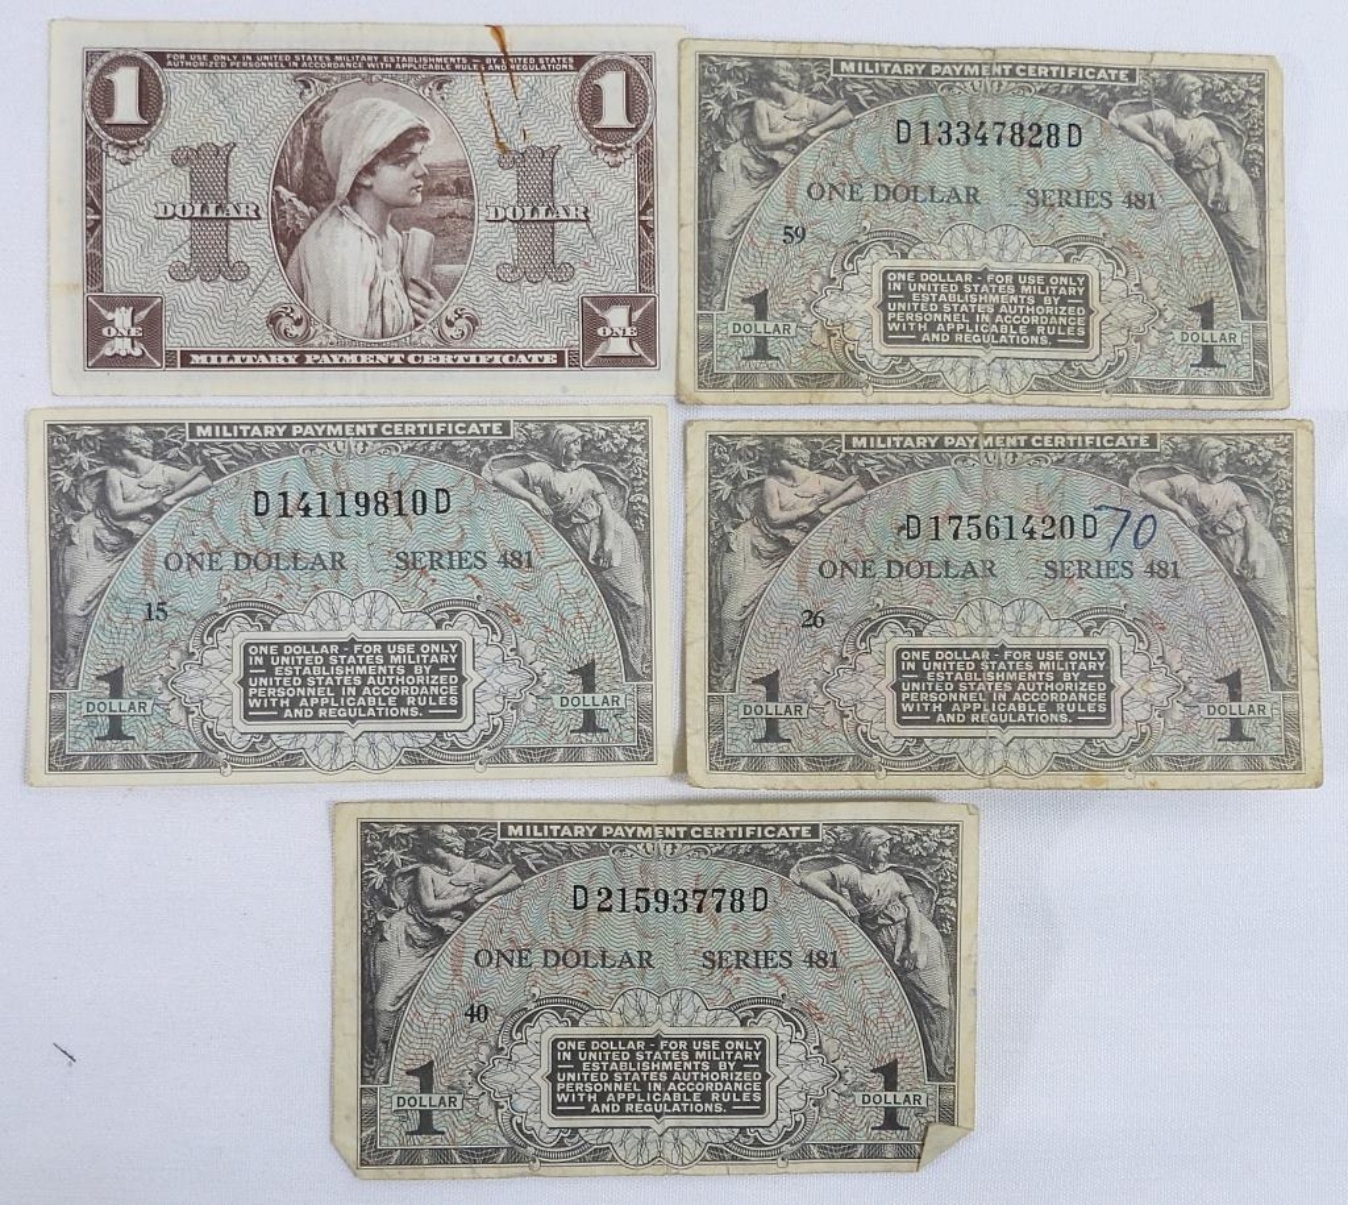 1 FOR USE ONLY IN UNITED STATES MILITARY ESTABLISHMENTS — BY UNITED STATES 1
AUTHORIZED PERSONNEL IN ACCORDANCE WITH APPLICABLE RULES AND REGULATIONS
1 1
DOLLAR DOLLAR
1 ONE 1 ONE
MILITARY PAYMENT CERTIFICATE
MILITARY PAYMENT CERTIFICATE
D13347828D
ONE DOLLAR SERIES 481
59
ONE DOLLAR - FOR USE ONLY
IN UNITED STATES MILITARY
— ESTABLISHMENTS BY —
UNITED STATES AUTHORIZED
PERSONNEL IN ACCORDANCE
WITH APPLICABLE RULES
— AND REGULATIONS. —
1 DOLLAR 1 DOLLAR
MILITARY PAYMENT CERTIFICATE
D14119810D
ONE DOLLAR SERIES 481
15
ONE DOLLAR - FOR USE ONLY
IN UNITED STATES MILITARY
— ESTABLISHMENTS BY —
UNITED STATES AUTHORIZED
PERSONNEL IN ACCORDANCE
WITH APPLICABLE RULES
— AND REGULATIONS. —
1 DOLLAR 1 DOLLAR
MILITARY PAYMENT CERTIFICATE
D17561420D 70
ONE DOLLAR SERIES 481
26
ONE DOLLAR - FOR USE ONLY
IN UNITED STATES MILITARY
— ESTABLISHMENTS BY —
UNITED STATES AUTHORIZED
PERSONNEL IN ACCORDANCE
WITH APPLICABLE RULES
— AND REGULATIONS. —
1 DOLLAR 1 DOLLAR
MILITARY PAYMENT CERTIFICATE
D21593778D
ONE DOLLAR SERIES 481
40
ONE DOLLAR - FOR USE ONLY
IN UNITED STATES MILITARY
— ESTABLISHMENTS BY —
UNITED STATES AUTHORIZED
PERSONNEL IN ACCORDANCE
WITH APPLICABLE RULES
— AND REGULATIONS. —
1 DOLLAR 1 DOLLAR